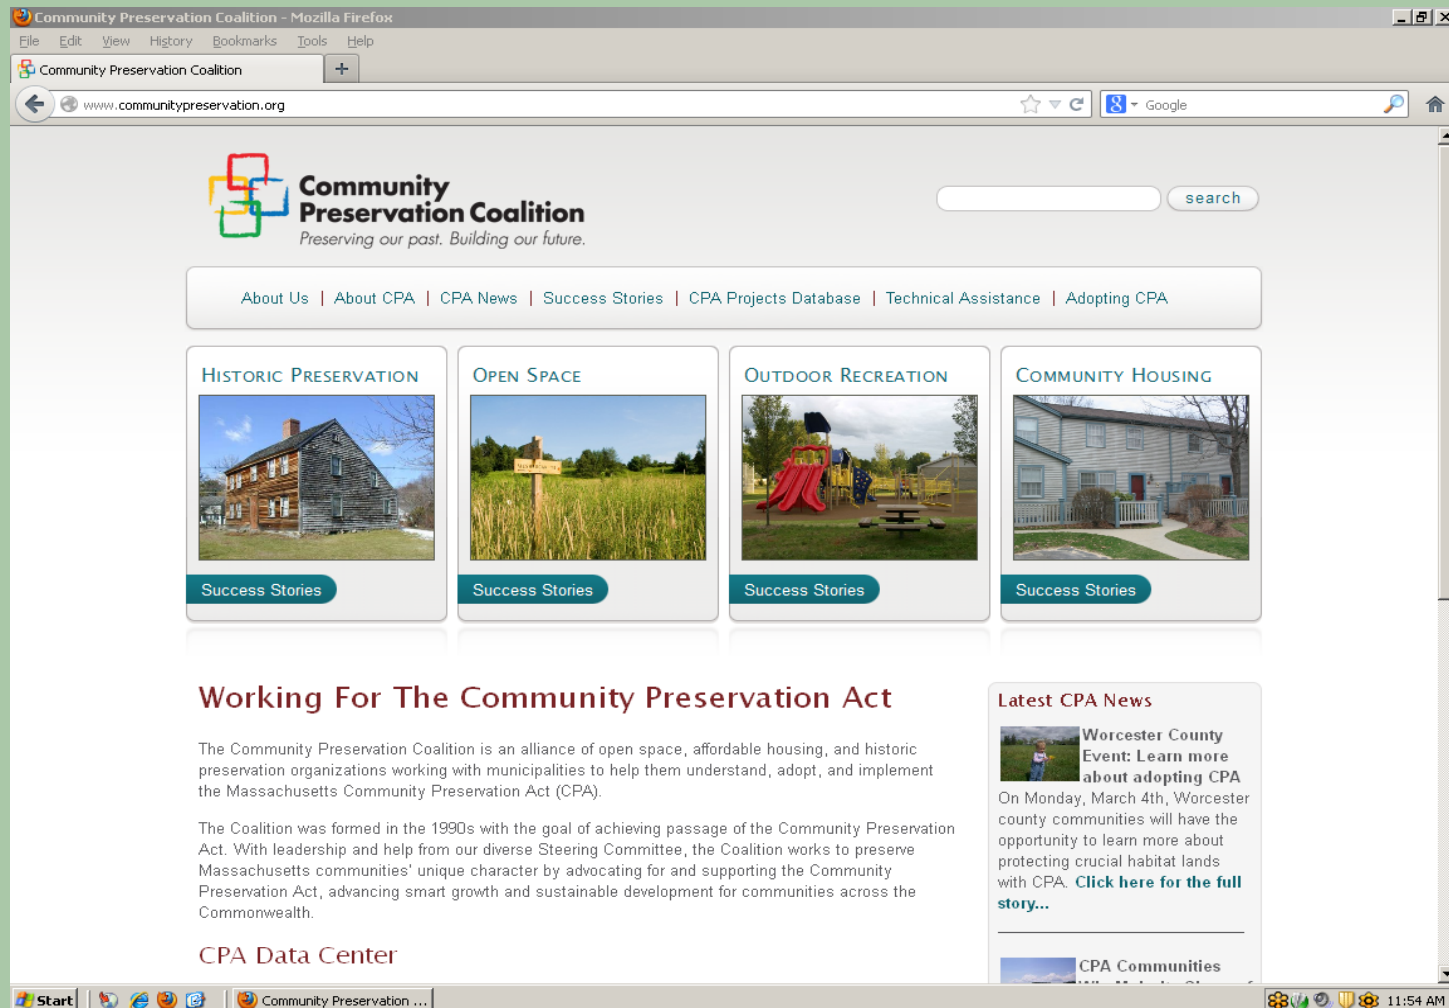 Community Preservation Coalition - Mozilla Firefox
File Edit View History Bookmarks Tools Help
Community Preservation Coalition
www.communitypreservation.org
Google
Community
Preservation Coalition
Preserving our past. Building our future.
search
About Us | About CPA | CPA News | Success Stories | CPA Projects Database | Technical Assistance | Adopting CPA
Historic Preservation
Open Space
Outdoor Recreation
Community Housing
Success Stories
Success Stories
Success Stories
Success Stories
Working For The Community Preservation Act
The Community Preservation Coalition is an alliance of open space, affordable housing, and historic
preservation organizations working with municipalities to help them understand, adopt, and implement
the Massachusetts Community Preservation Act (CPA).
The Coalition was formed in the 1990s with the goal of achieving passage of the Community Preservation
Act. With leadership and help from our diverse Steering Committee, the Coalition works to preserve
Massachusetts communities' unique character by advocating for and supporting the Community
Preservation Act, advancing smart growth and sustainable development for communities across the
Commonwealth.
CPA Data Center
Latest CPA News
Worcester County
Event: Learn more
about adopting CPA
On Monday, March 4th, Worcester
county communities will have the
opportunity to learn more about
protecting crucial habitat lands
with CPA. Click here for the full
story...
CPA Communities
Start
Community Preservation ...
11:54 AM